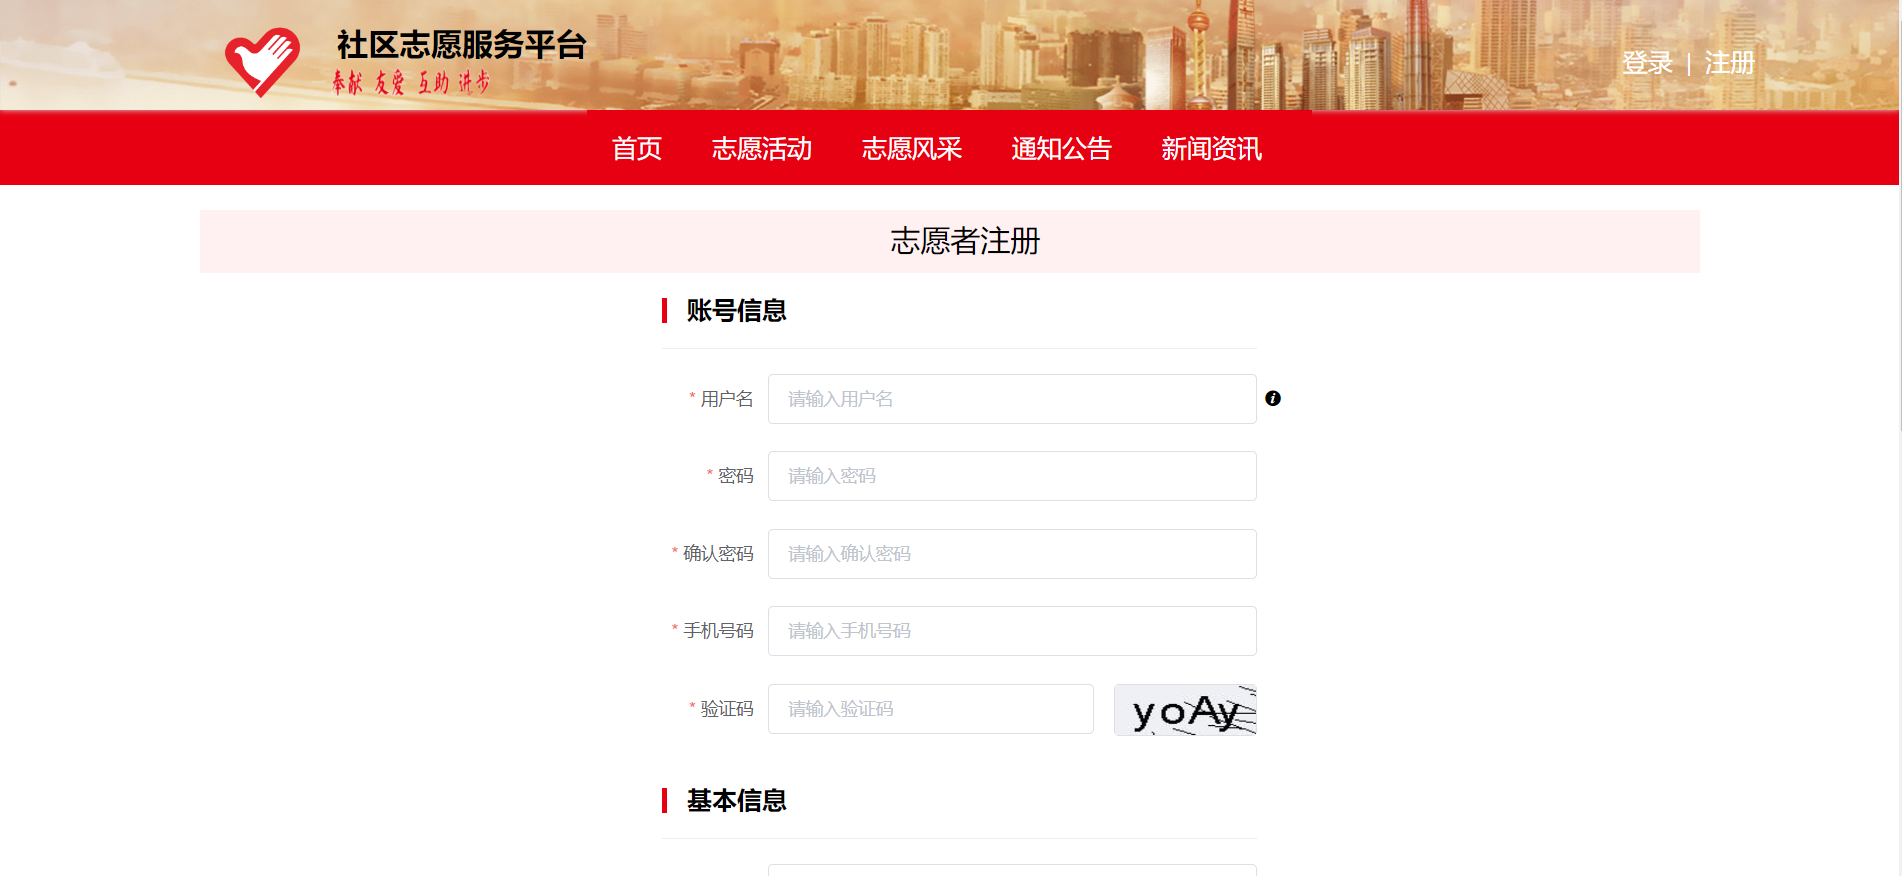 社区志愿服务平台
奉献 友爱 互助 进步
登录 | 注册
首页 志愿活动 志愿风采 通知公告 新闻资讯
志愿者注册
账号信息
* 用户名 请输入用户名
* 密码 请输入密码
* 确认密码 请输入确认密码
* 手机号码 请输入手机号码
* 验证码 请输入验证码 yoAy
基本信息